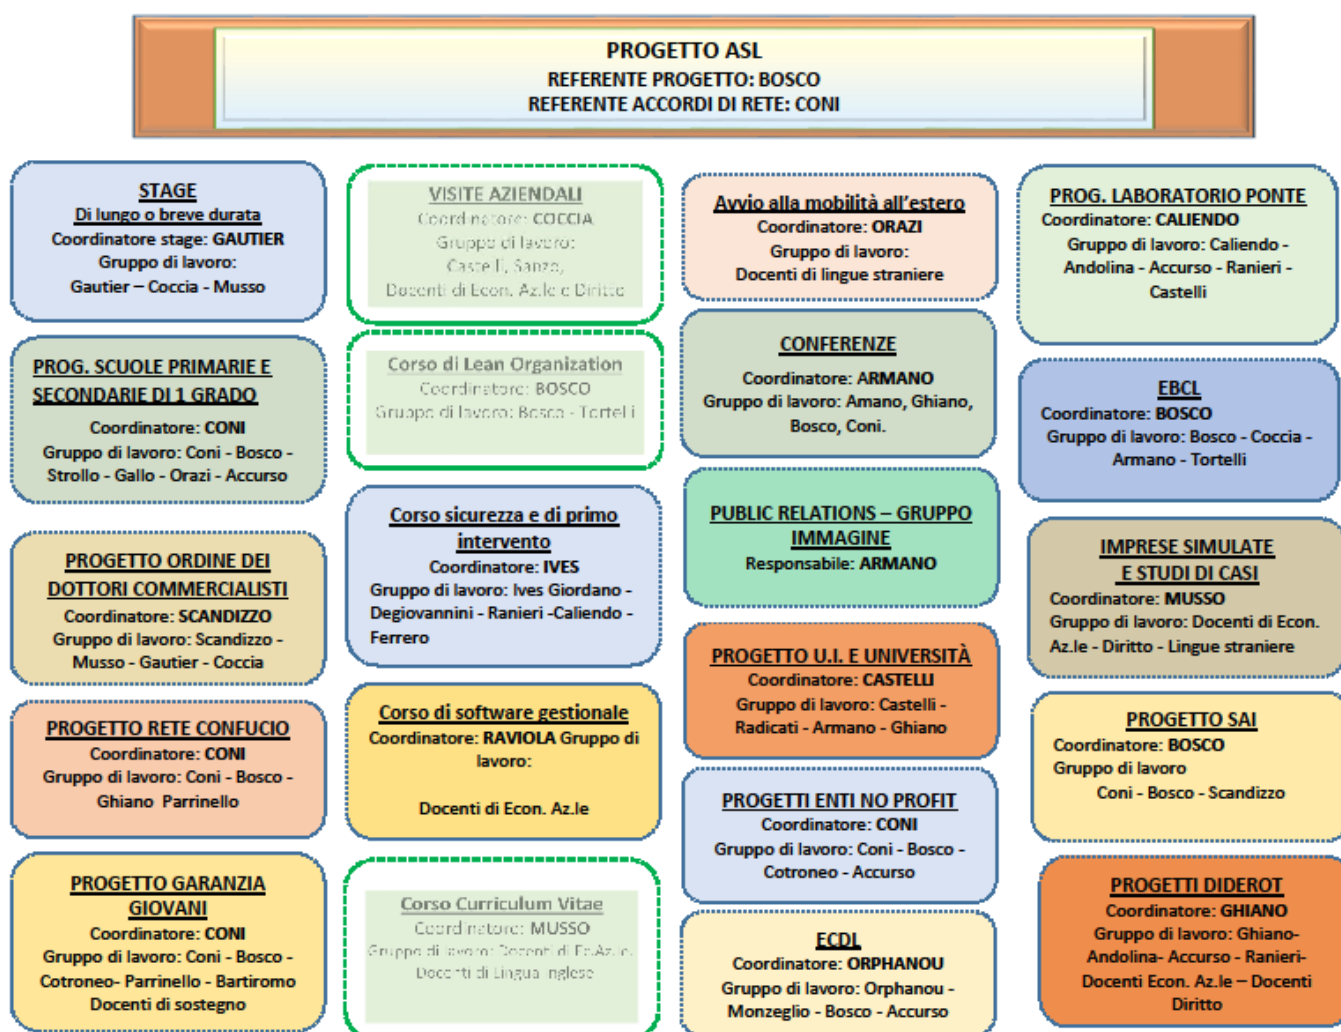 PROGETTO ASL
REFERENTE PROGETTO: BOSCO
REFERENTE ACCORDI DI RETE: CONI
STAGE
Di lungo o breve durata
Coordinatore stage: GAUTIER
Gruppo di lavoro:
Gautier – Coccia - Musso
PROG. SCUOLE PRIMARIE E
SECONDARIE DI 1 GRADO
Coordinatore: CONI
Gruppo di lavoro: Coni - Bosco -
Strollo - Gallo - Orazi - Accurso
PROGETTO ORDINE DEI
DOTTORI COMMERCIALISTI
Coordinatore: SCANDIZZO
Gruppo di lavoro: Scandizzo -
Musso - Gautier - Coccia
PROGETTO RETE CONFUCIO
Coordinatore: CONI
Gruppo di lavoro: Coni - Bosco -
Ghiano Parrinello
PROGETTO GARANZIA
GIOVANI
Coordinatore: CONI
Gruppo di lavoro: Coni - Bosco -
Cotroneo- Parrinello - Bartiromo
Docenti di sostegno
VISITE AZIENDALI
Coordinatore: COCCIA
Gruppo di lavoro:
Castelli, Sanzo,
Docenti di Econ. Az.le e Diritto
Corso di Lean Organization
Coordinatore: BOSCO
Gruppo di lavoro: Bosco - Tortelli
Corso sicurezza e di primo
intervento
Coordinatore: IVES
Gruppo di lavoro: Ives Giordano -
Degiovannini - Ranieri -Caliendo -
Ferrero
Corso di software gestionale
Coordinatore: RAVIOLA Gruppo di
lavoro:
Docenti di Econ. Az.le
Corso Curriculum Vitae
Coordinatore: MUSSO
Gruppo di lavoro: Docenti di Ec.Az.le.
Docenti di Lingua Inglese
Avvio alla mobilità all'estero
Coordinatore: ORAZI
Gruppo di lavoro:
Docenti di lingue straniere
CONFERENZE
Coordinatore: ARMANO
Gruppo di lavoro: Amano, Ghiano,
Bosco, Coni.
PUBLIC RELATIONS – GRUPPO
IMMAGINE
Responsabile: ARMANO
PROGETTO U.I. E UNIVERSITÀ
Coordinatore: CASTELLI
Gruppo di lavoro: Castelli -
Radicati - Armano - Ghiano
PROGETTI ENTI NO PROFIT
Coordinatore: CONI
Gruppo di lavoro: Coni - Bosco -
Cotroneo - Accurso
ECDL
Coordinatore: ORPHANOU
Gruppo di lavoro: Orphanou -
Monzeglio - Bosco - Accurso
PROG. LABORATORIO PONTE
Coordinatore: CALIENDO
Gruppo di lavoro: Caliendo -
Andolina - Accurso - Ranieri -
Castelli
EBCL
Coordinatore: BOSCO
Gruppo di lavoro: Bosco - Coccia -
Armano - Tortelli
IMPRESE SIMULATE
E STUDI DI CASI
Coordinatore: MUSSO
Gruppo di lavoro: Docenti di Econ.
Az.le - Diritto - Lingue straniere
PROGETTO SAI
Coordinatore: BOSCO
Gruppo di lavoro
Coni - Bosco - Scandizzo
PROGETTI DIDEROT
Coordinatore: GHIANO
Gruppo di lavoro: Ghiano-
Andolina- Accurso - Ranieri-
Docenti Econ. Az.le – Docenti
Diritto